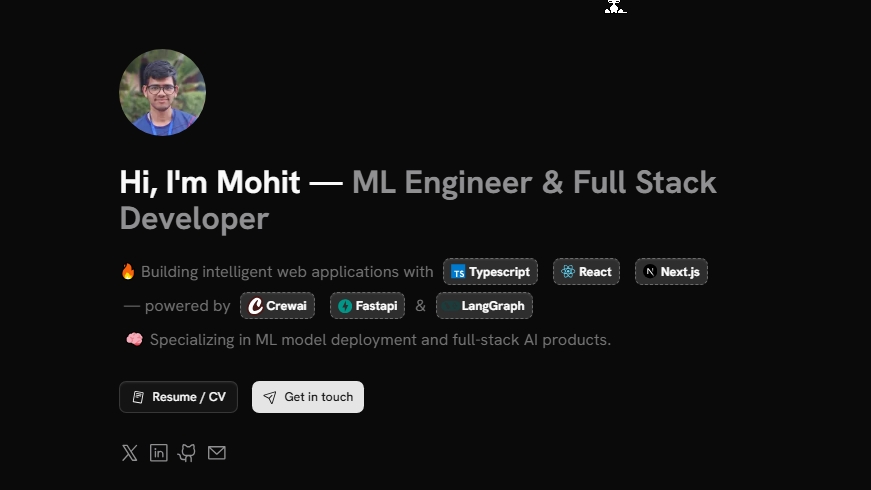 Hi, I'm Mohit — ML Engineer & Full Stack
Developer
🔥 Building intelligent web applications with TS Typescript React N Next.js
— powered by Crewai Fastapi & LangGraph
🧠 Specializing in ML model deployment and full-stack AI products.
Resume / CV Get in touch